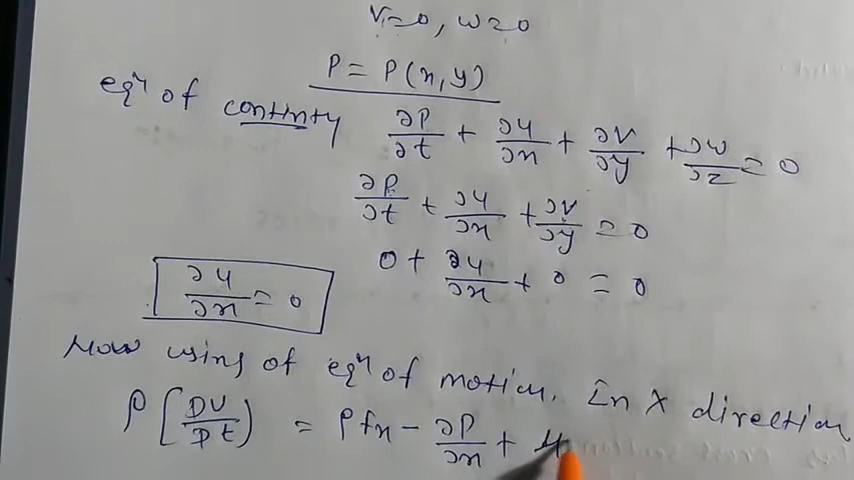 v=0, w=0
P = P(x,y)
eqn of continty ∂P/∂t + ∂u/∂x + ∂v/∂y + ∂w/∂z = 0
∂P/∂t + ∂u/∂x + ∂v/∂y = 0
0 + ∂u/∂x + 0 = 0
∂u/∂x = 0
Now using of eqn of motion. In x direction
ρ[DU/Dt] = ρfx - ∂P/∂x + μ